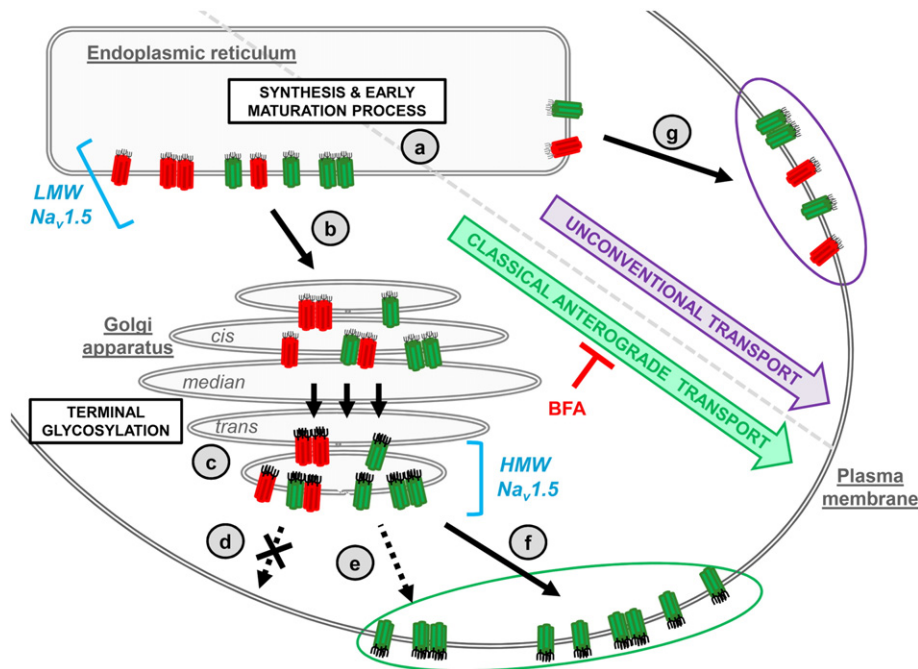 Endoplasmic reticulum
SYNTHESIS & EARLY
MATURATION PROCESS
a
g
LMW
Nav1.5
b
UNCONVENTIONAL TRANSPORT
CLASSICAL ANTEROGRADE TRANSPORT
BFA
Golgi
apparatus
cis
median
trans
TERMINAL
GLYCOSYLATION
c
HMW
Nav1.5
Plasma
membrane
d
e
f